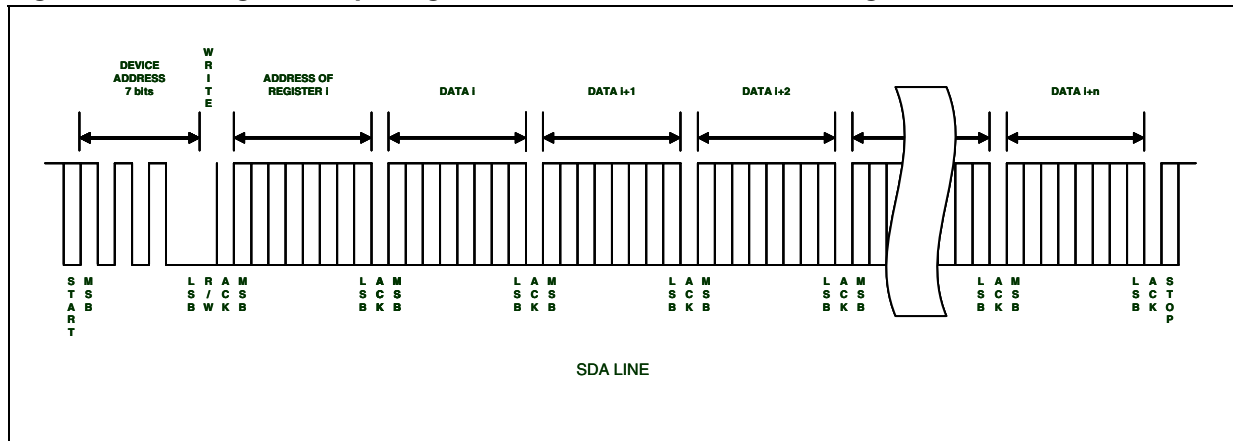 WRITE
DEVICE
ADDRESS
7 bits
ADDRESS OF
REGISTER i
DATA i
DATA i+1
DATA i+2
DATA i+n
START
MSB
LSB
R/W
ACK
MSB
LSB
ACK
MSB
LSB
ACK
MSB
LSB
ACK
MSB
LSB
ACK
MSB
LSB
ACK
MSB
LSB
ACK
STOP
SDA LINE